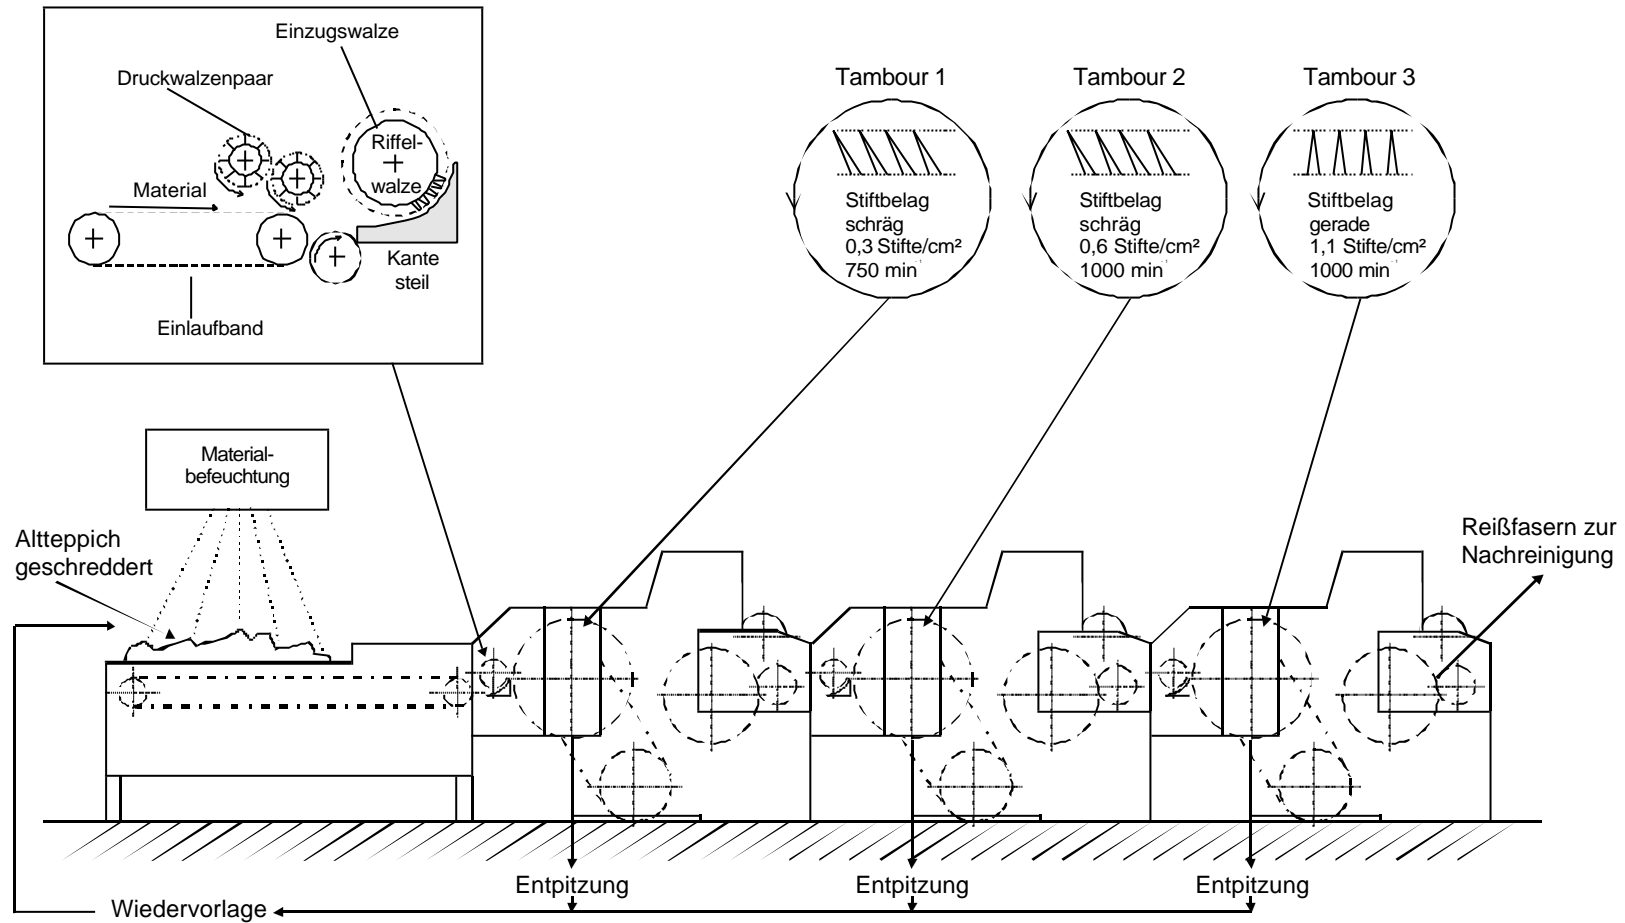 Einzugswalze
Druckwalzenpaar
Riffel-
walze
Material
Kante
steil
Einlaufband
Tambour 1
Stiftbelag
schräg
0,3 Stifte/cm²
750 min
Tambour 2
Stiftbelag
schräg
0,6 Stifte/cm²
1000 min
Tambour 3
Stiftbelag
gerade
1,1 Stifte/cm²
1000 min
Material-
befeuchtung
Altteppich
geschreddert
Reißfasern zur
Nachreinigung
Entpitzung
Entpitzung
Entpitzung
Wiedervorlage